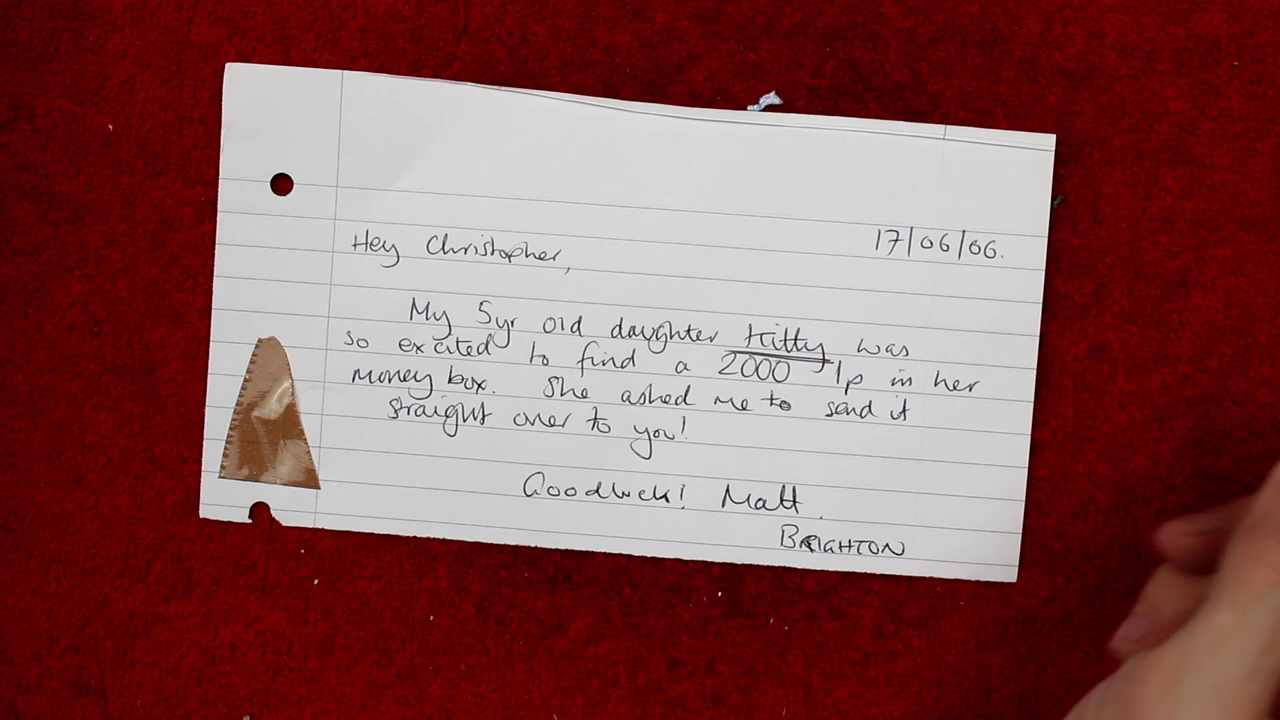 17/06/06.
Hey Christopher,
My 5yr old daughter Kitty was
so excited to find a 2000 1p in her
money box. She asked me to send it
straight over to you!
Goodluck! Matt.
BRIGHTON